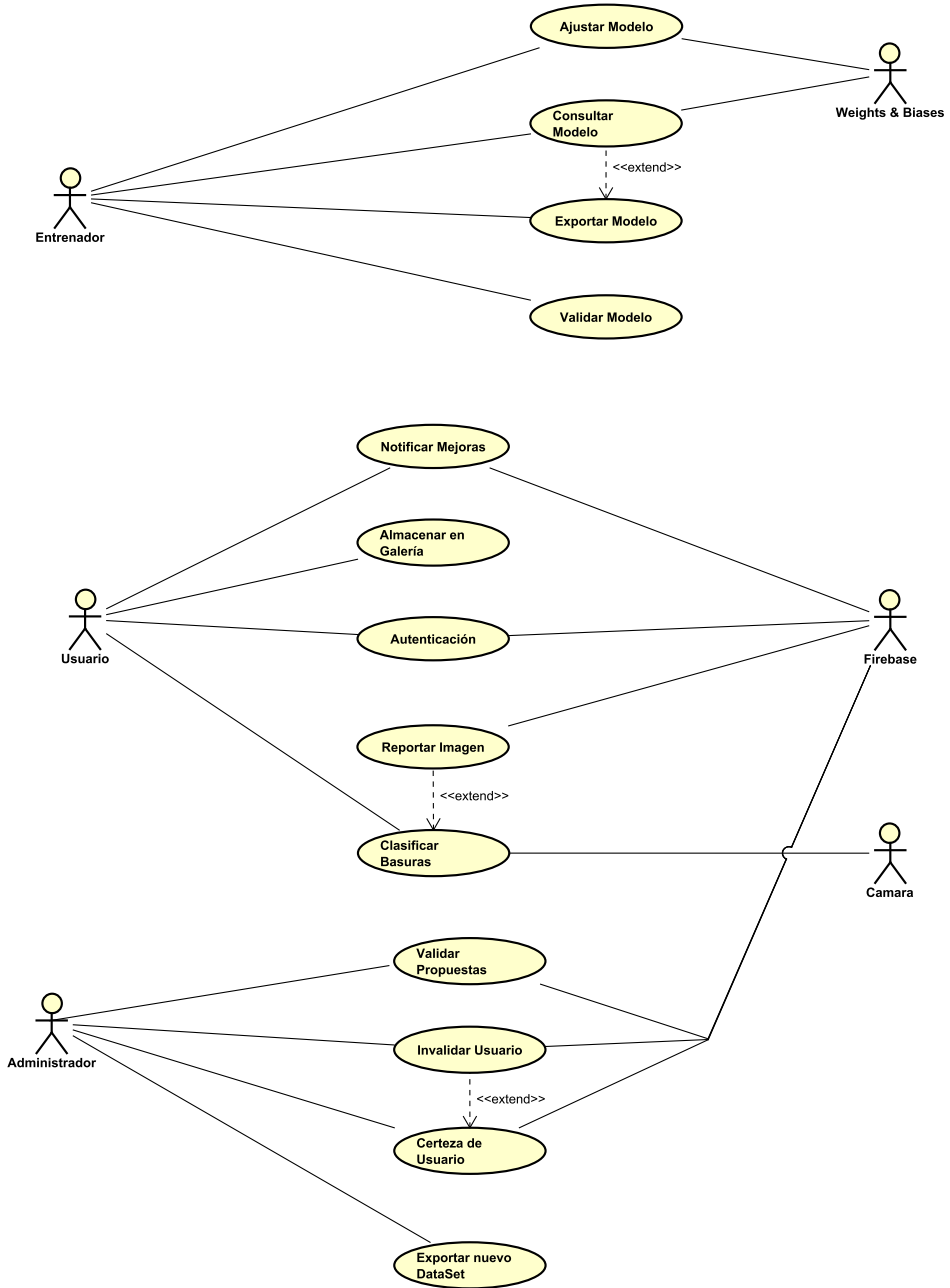 Ajustar Modelo
Weights & Biases
Consultar
Modelo
<<extend>>
Entrenador
Exportar Modelo
Validar Modelo
Notificar Mejoras
Almacenar en
Galería
Usuario
Autenticación
Firebase
Reportar Imagen
<<extend>>
Clasificar
Basuras
Camara
Validar
Propuestas
Administrador
Invalidar Usuario
<<extend>>
Certeza de
Usuario
Exportar nuevo
DataSet